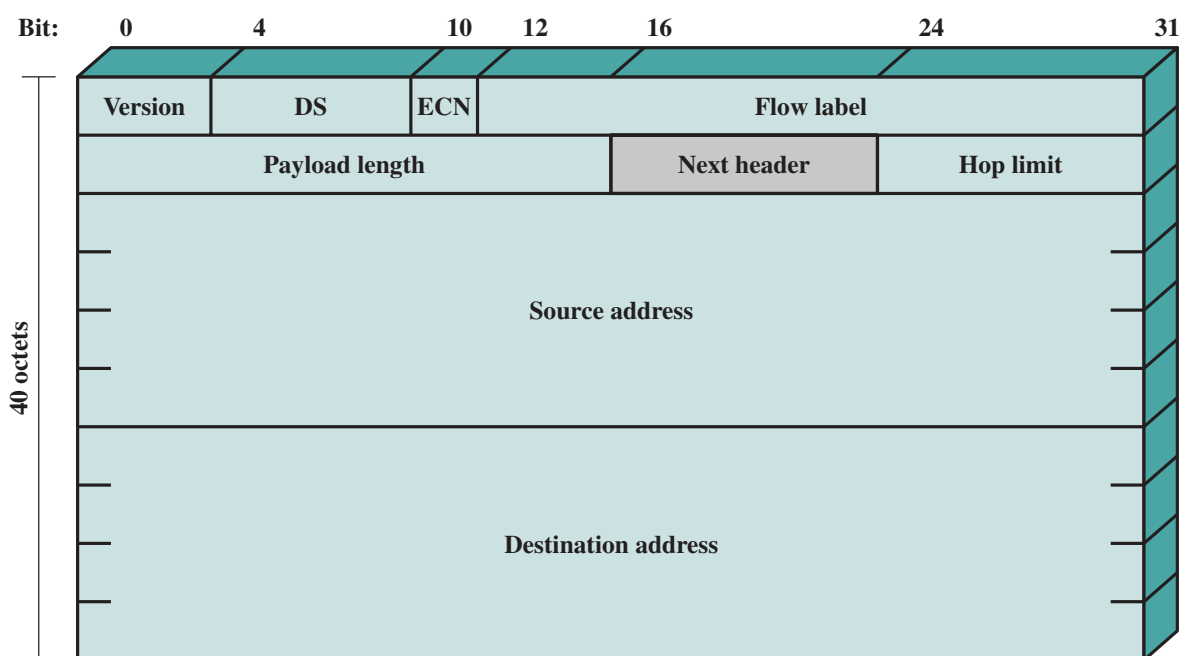 Bit: 0 4 10 12 16 24 31
Version DS ECN Flow label
Payload length Next header Hop limit
Source address
40 octets
Destination address